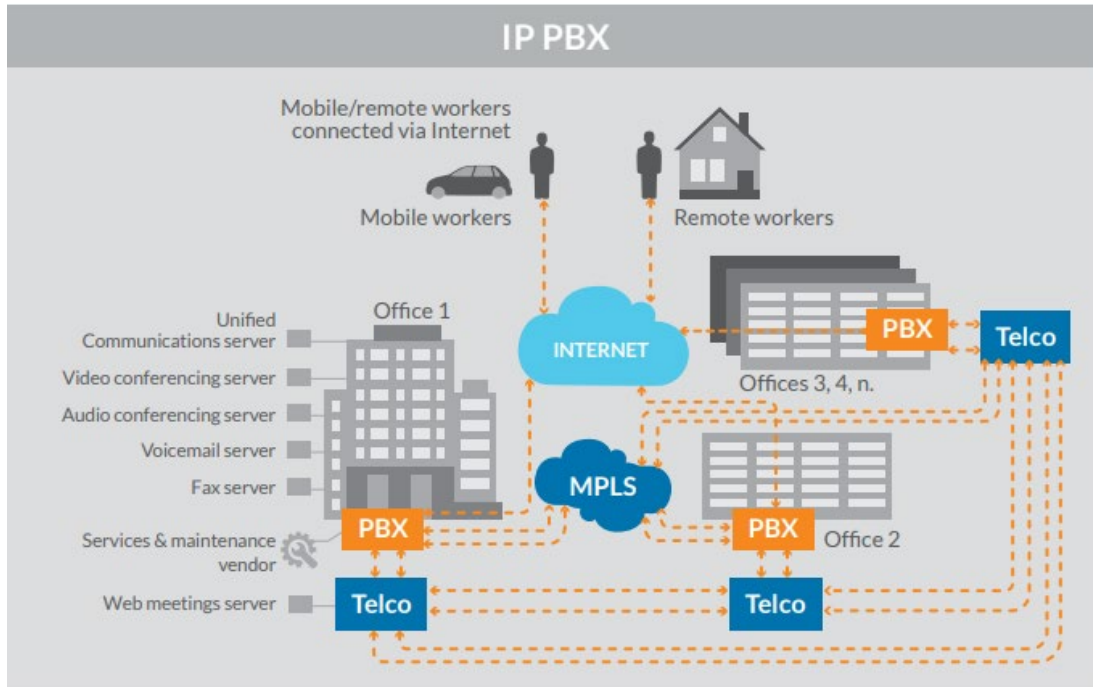 IP PBX
Mobile/remote workers
connected via Internet
Mobile workers
Remote workers
Office 1
Unified
Communications server
Video conferencing server
Audio conferencing server
Voicemail server
Fax server
Services & maintenance
vendor
Web meetings server
INTERNET
PBX
Telco
Offices 3, 4, n.
MPLS
PBX
PBX
Office 2
Telco
Telco